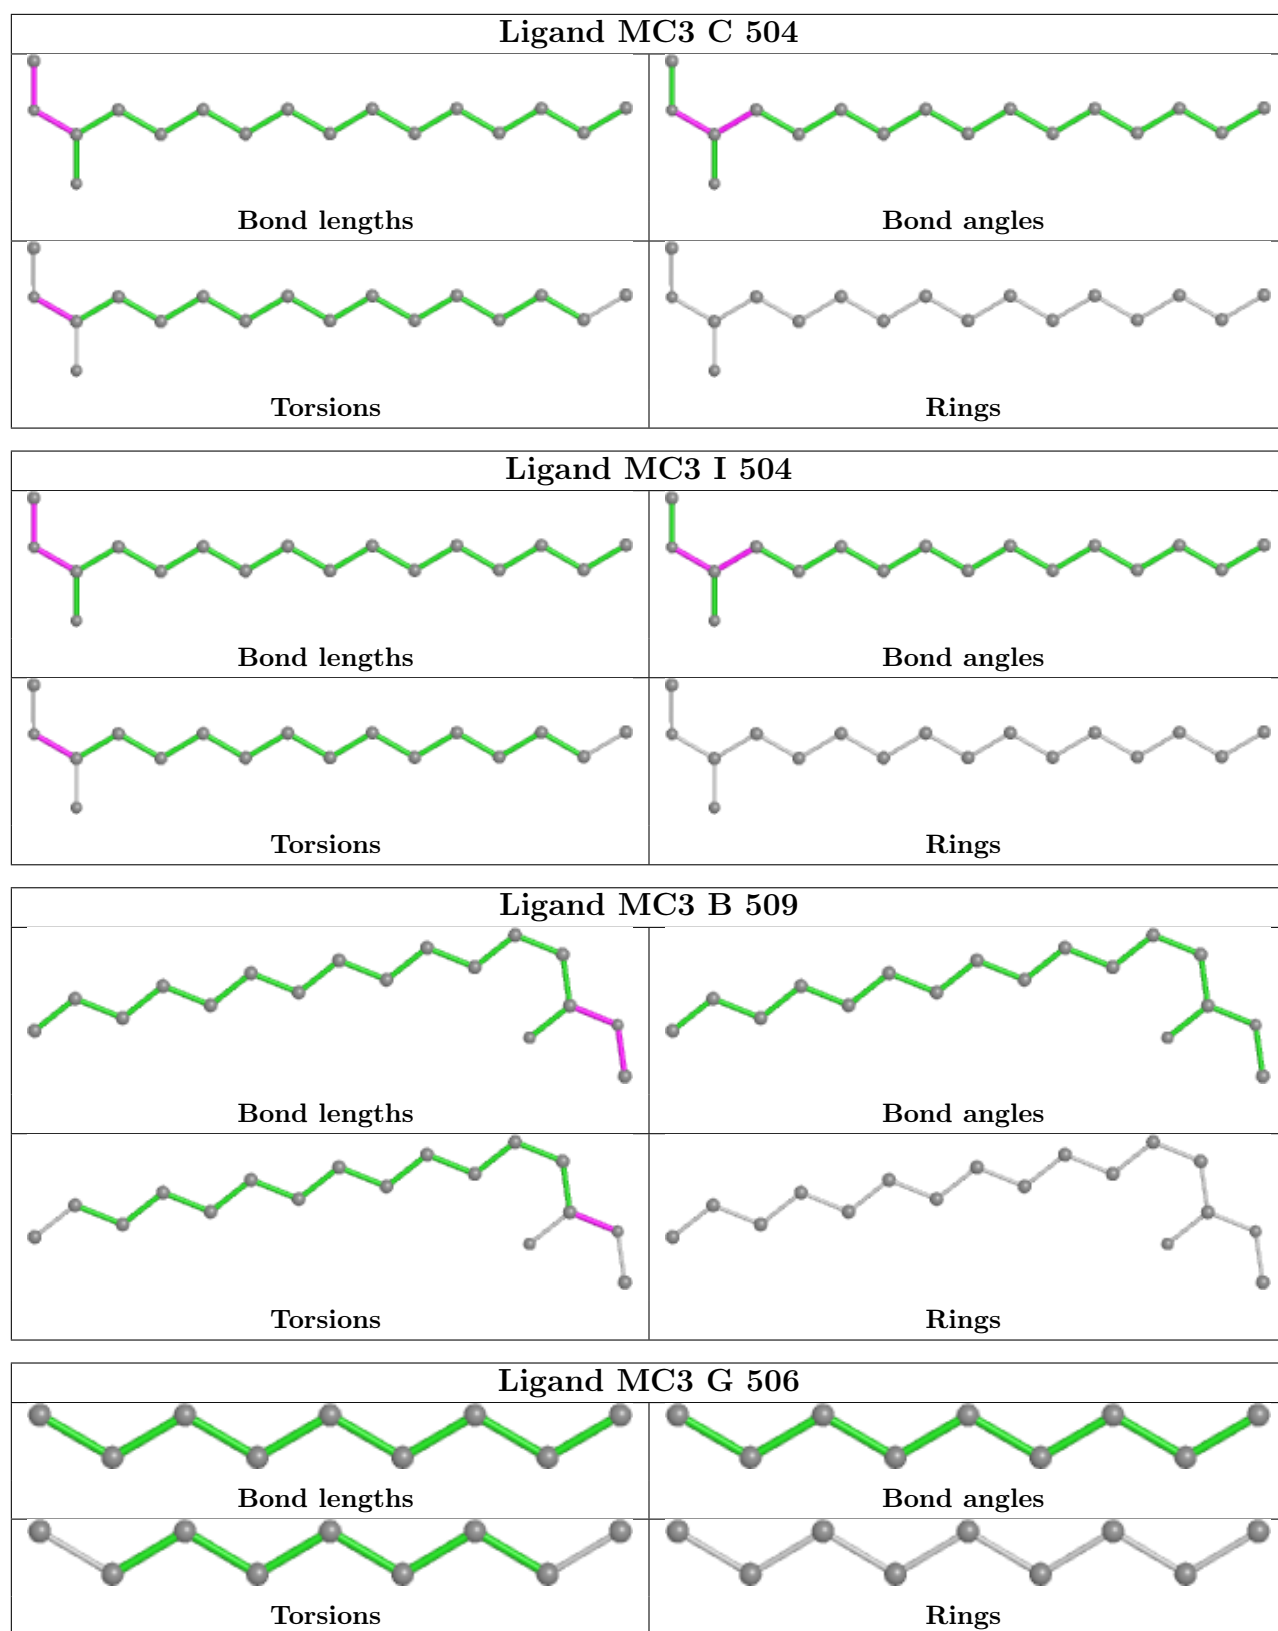 Ligand MC3 C 504
Bond lengths
Bond angles
Torsions
Rings
Ligand MC3 I 504
Bond lengths
Bond angles
Torsions
Rings
Ligand MC3 B 509
Bond lengths
Bond angles
Torsions
Rings
Ligand MC3 G 506
Bond lengths
Bond angles
Torsions
Rings